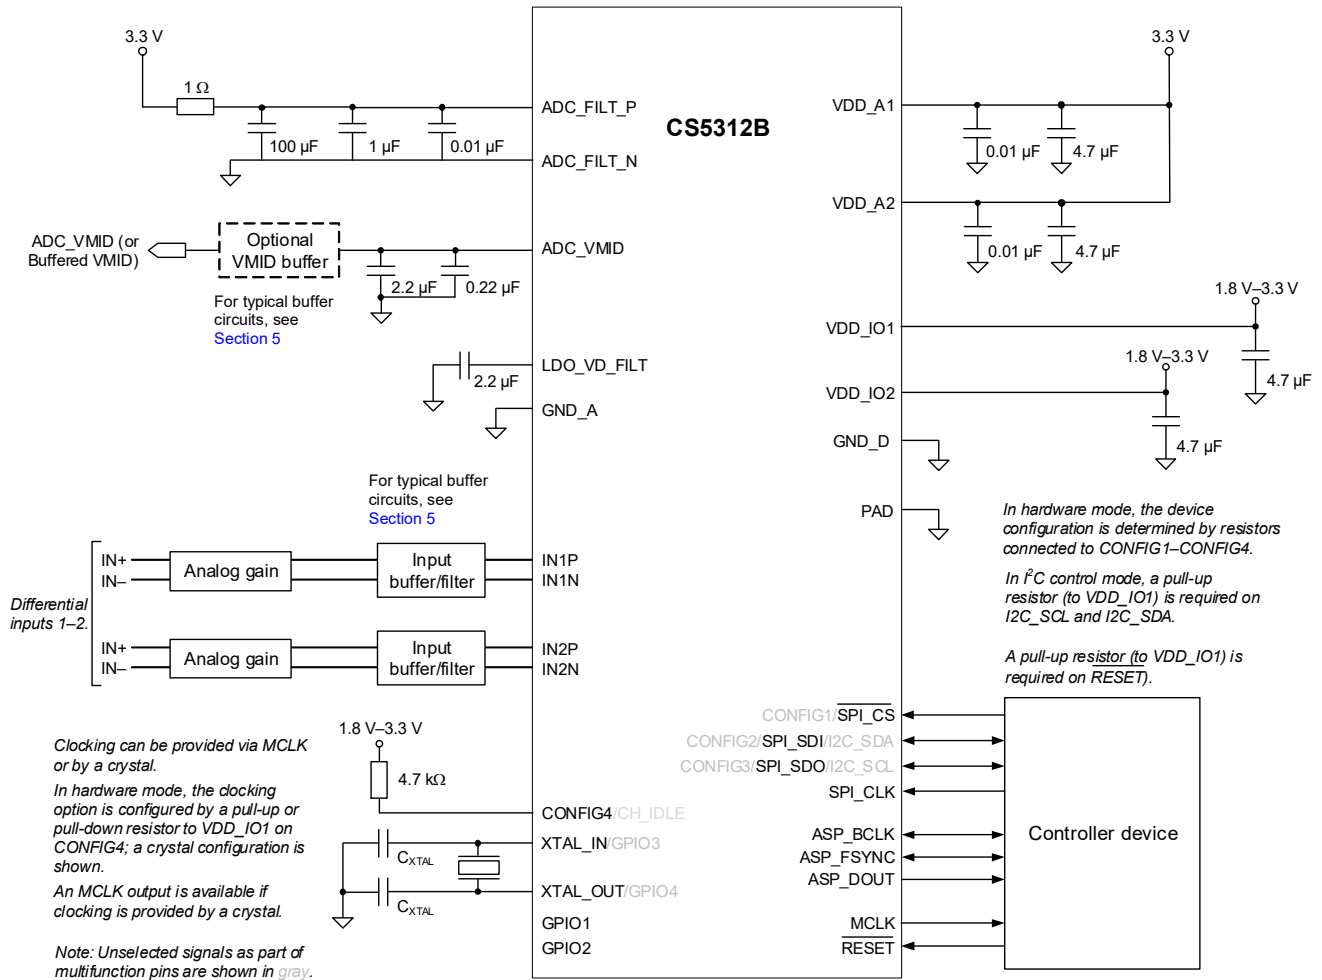 3.3 V
1 Ω
100 µF
1 µF
0.01 µF
ADC_FILT_P
ADC_FILT_N
ADC_VMID (or
Buffered VMID)
Optional
VMID buffer
ADC_VMID
2.2 µF
0.22 µF
For typical buffer
circuits, see
Section 5
LDO_VD_FILT
2.2 µF
GND_A
For typical buffer
circuits, see
Section 5
Differential
inputs 1–2.
IN+
IN–
Analog gain
Input
buffer/filter
IN1P
IN1N
IN+
IN–
Analog gain
Input
buffer/filter
IN2P
IN2N
Clocking can be provided via MCLK
or by a crystal.
In hardware mode, the clocking
option is configured by a pull-up or
pull-down resistor to VDD_IO1 on
CONFIG4; a crystal configuration is
shown.
An MCLK output is available if
clocking is provided by a crystal.
Note: Unselected signals as part of
multifunction pins are shown in gray.
1.8 V–3.3 V
4.7 kΩ
CONFIG4/CH_IDLE
XTAL_IN/GPIO3
CXTAL
XTAL_OUT/GPIO4
CXTAL
GPIO1
GPIO2
CS5312B
3.3 V
VDD_A1
0.01 µF
4.7 µF
VDD_A2
0.01 µF
4.7 µF
1.8 V–3.3 V
VDD_IO1
4.7 µF
1.8 V–3.3 V
VDD_IO2
4.7 µF
GND_D
PAD
In hardware mode, the device
configuration is determined by resistors
connected to CONFIG1–CONFIG4.
In I²C control mode, a pull-up
resistor (to VDD_IO1) is required on
I2C_SCL and I2C_SDA.
A pull-up resistor (to VDD_IO1) is
required on RESET).
CONFIG1/SPI_CS
CONFIG2/SPI_SDI/I2C_SDA
CONFIG3/SPI_SDO/I2C_SCL
SPI_CLK
ASP_BCLK
ASP_FSYNC
ASP_DOUT
MCLK
RESET
Controller device